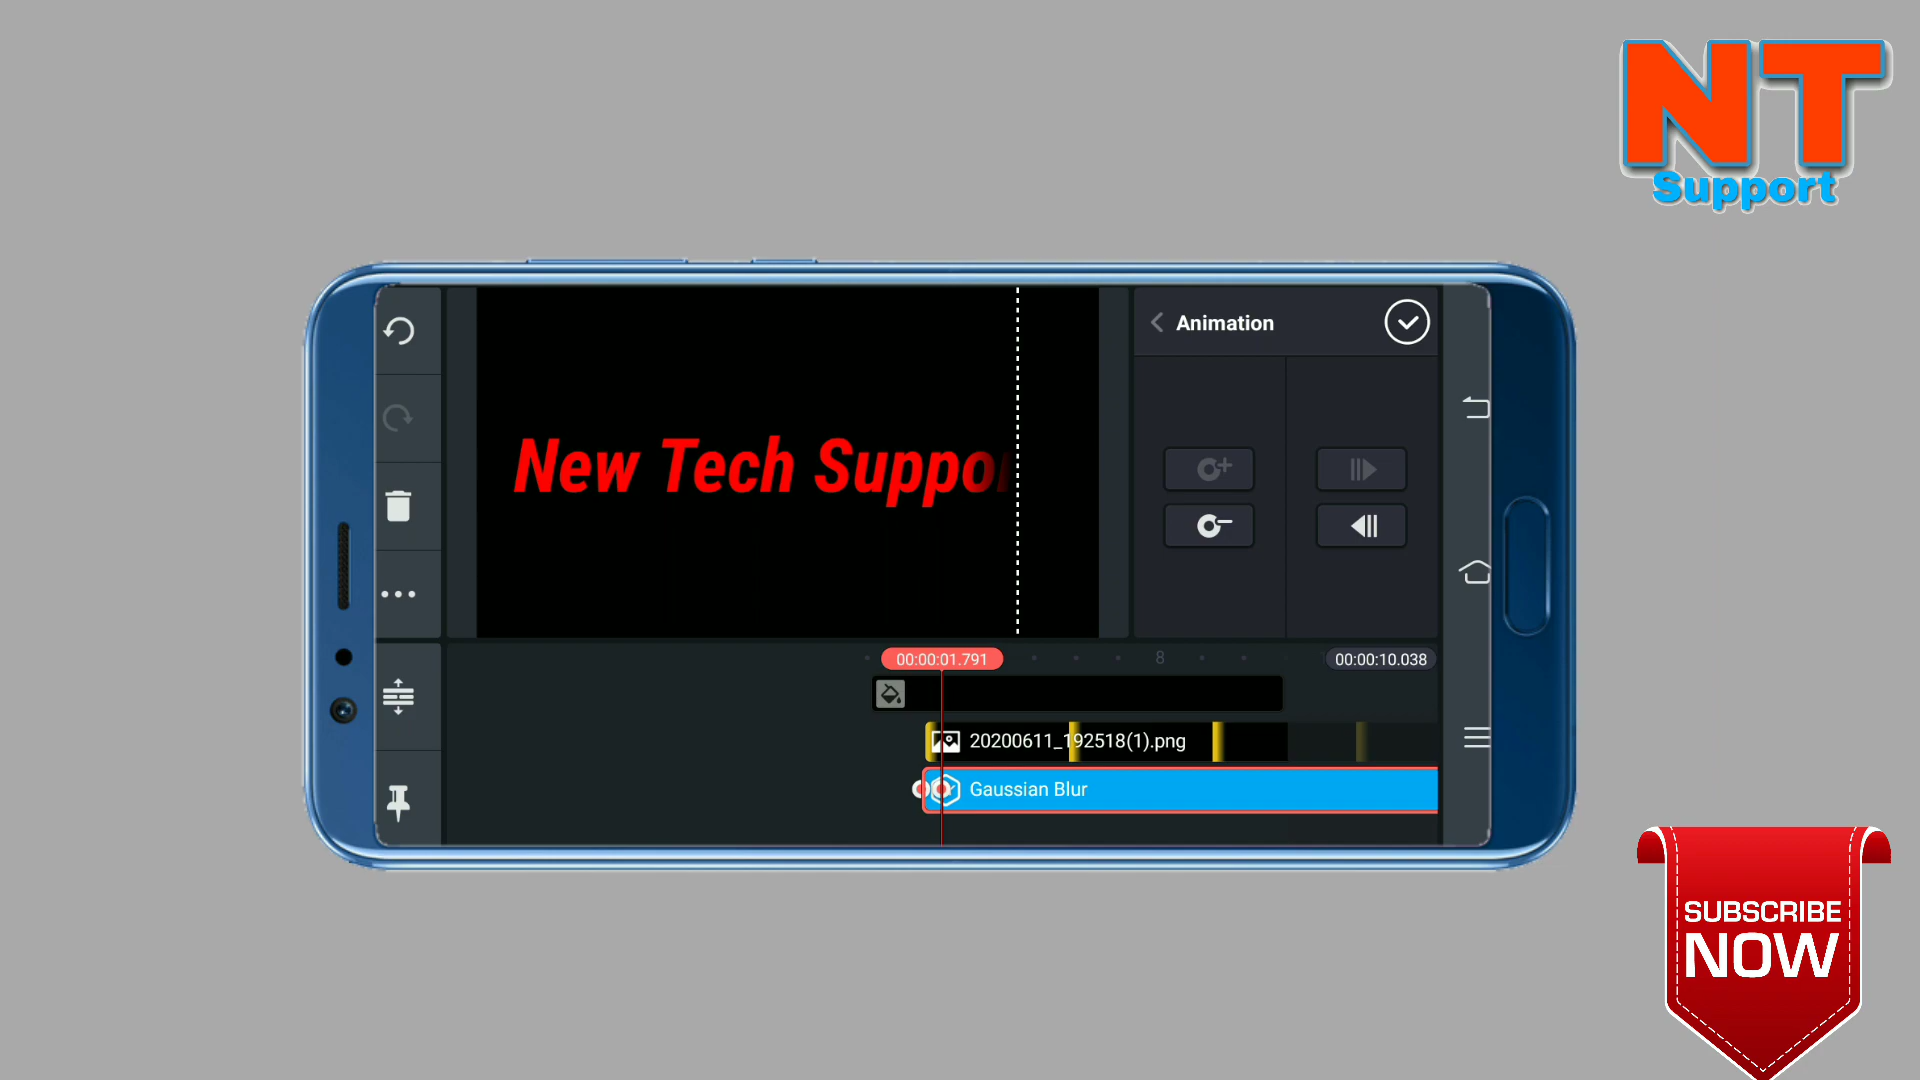 NT
Support
Animation
New Tech Suppor
00:00:01.791
8
00:00:10.038
20200611_192518(1).png
Gaussian Blur
SUBSCRIBE
NOW